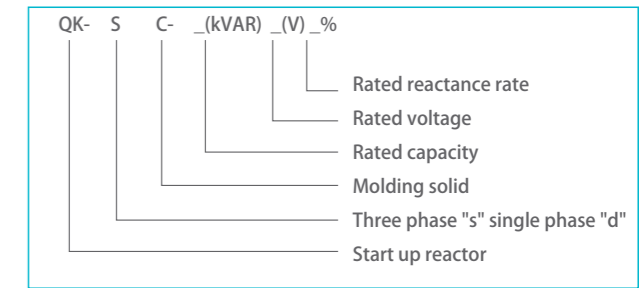 QK- S C- _(kVAR) _(V) _%
Rated reactance rate
Rated voltage
Rated capacity
Molding solid
Three phase "s" single phase "d"
Start up reactor